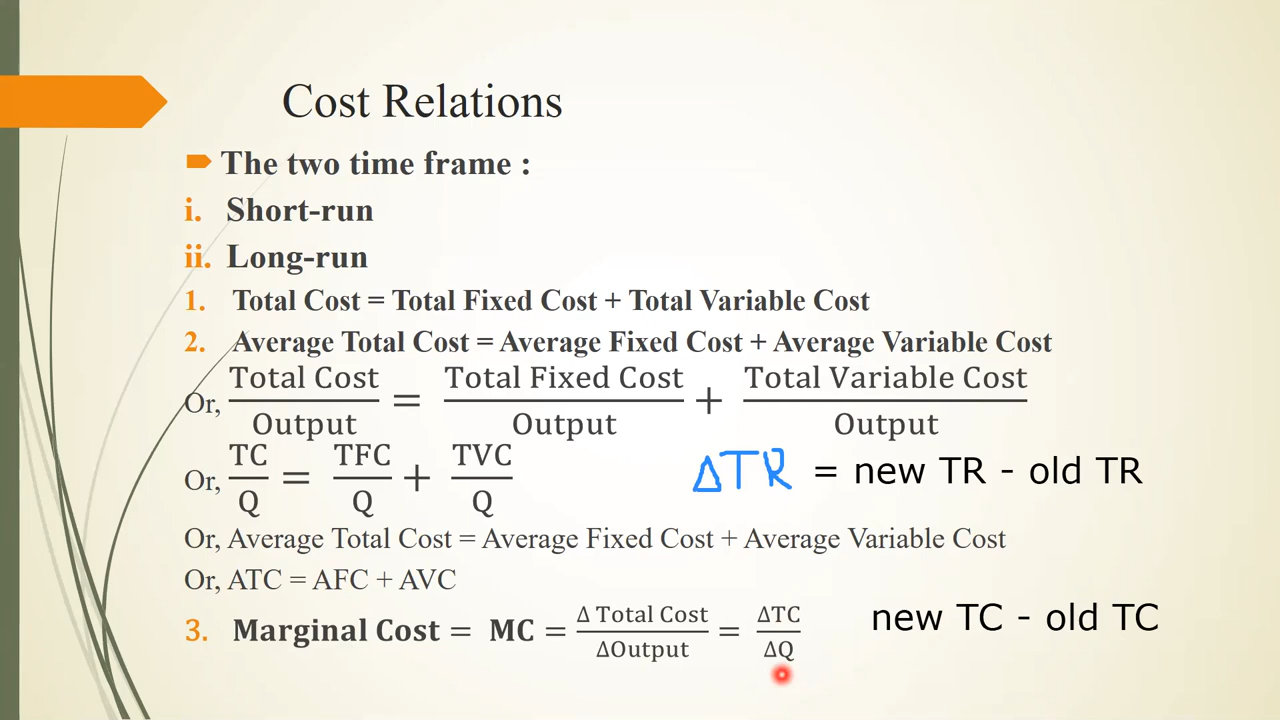 Cost Relations
The two time frame :
i. Short-run
ii. Long-run
1. Total Cost = Total Fixed Cost + Total Variable Cost
2. Average Total Cost = Average Fixed Cost + Average Variable Cost
Or, Total Cost / Output = Total Fixed Cost / Output + Total Variable Cost / Output
Or, TC / Q = TFC / Q + TVC / Q
ΔTR = new TR - old TR
Or, Average Total Cost = Average Fixed Cost + Average Variable Cost
Or, ATC = AFC + AVC
3. Marginal Cost = MC = Δ Total Cost / ΔOutput = ΔTC / ΔQ
new TC - old TC